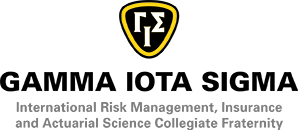 ΓΙΣ
GAMMA IOTA SIGMA
International Risk Management, Insurance
and Actuarial Science Collegiate Fraternity